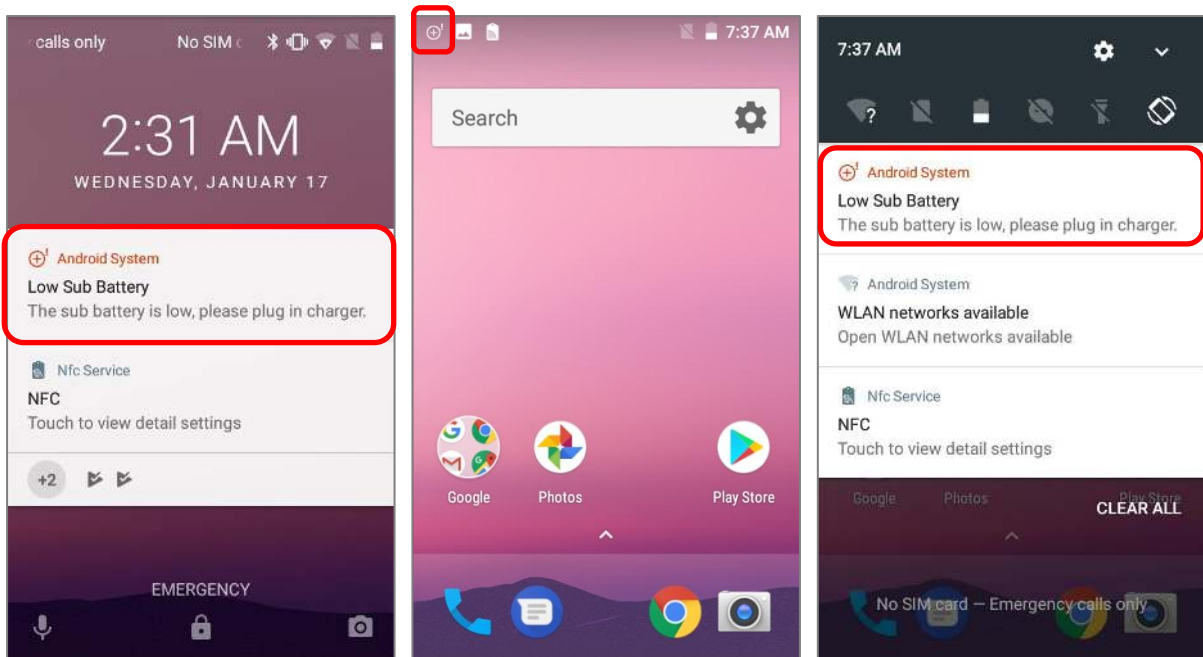 calls only No SIM c
2:31 AM
WEDNESDAY, JANUARY 17
Android System
Low Sub Battery
The sub battery is low, please plug in charger.
Nfc Service
NFC
Touch to view detail settings
+2
EMERGENCY
7:37 AM
Search
Google Photos Play Store
7:37 AM
Android System
Low Sub Battery
The sub battery is low, please plug in charger.
Android System
WLAN networks available
Open WLAN networks available
Nfc Service
NFC
Touch to view detail settings
Google Photos Play Store
CLEAR ALL
No SIM card — Emergency calls only